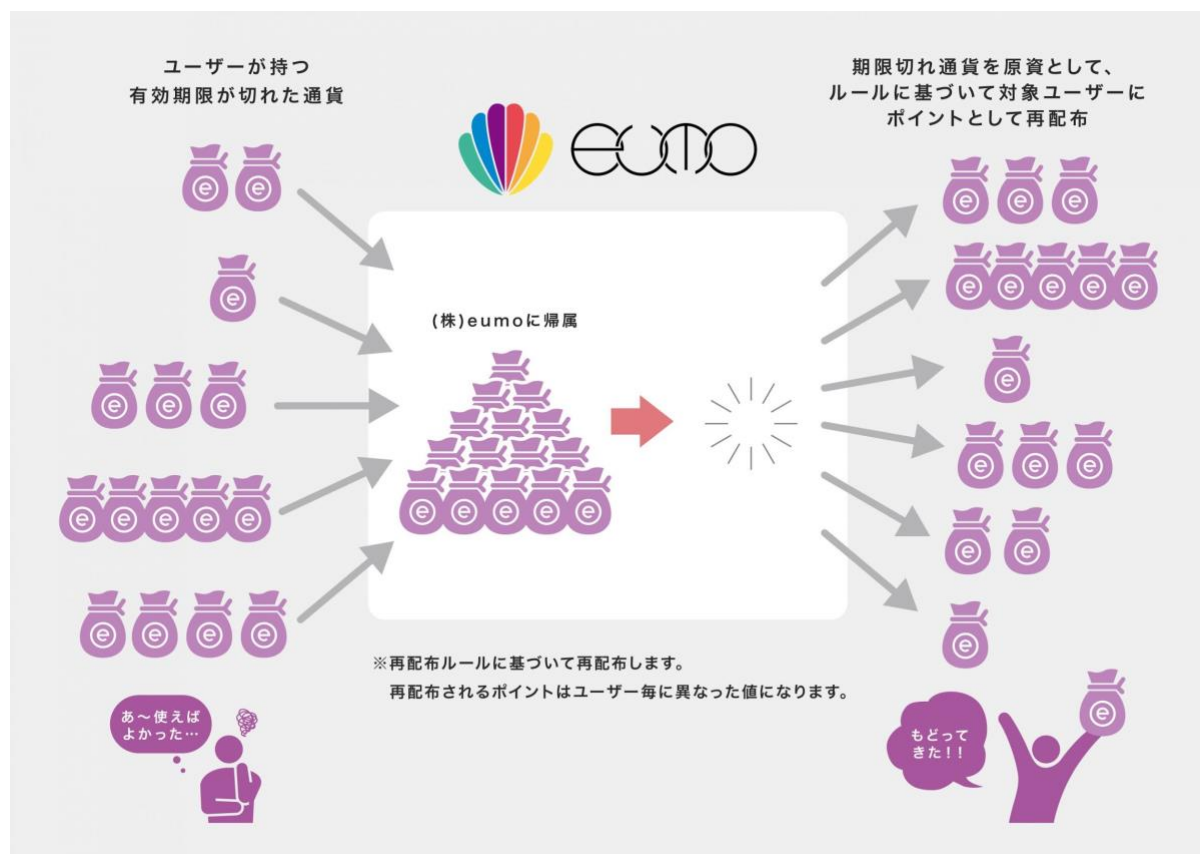 ユーザーが持つ
有効期限が切れた通貨
eumo
期限切れ通貨を原資として、
ルールに基づいて対象ユーザーに
ポイントとして再配布
(株)eumoに帰属
※再配布ルールに基づいて再配布します。
再配布されるポイントはユーザー毎に異なった値になります。
あ〜使えば
よかった…
もどって
きた!!